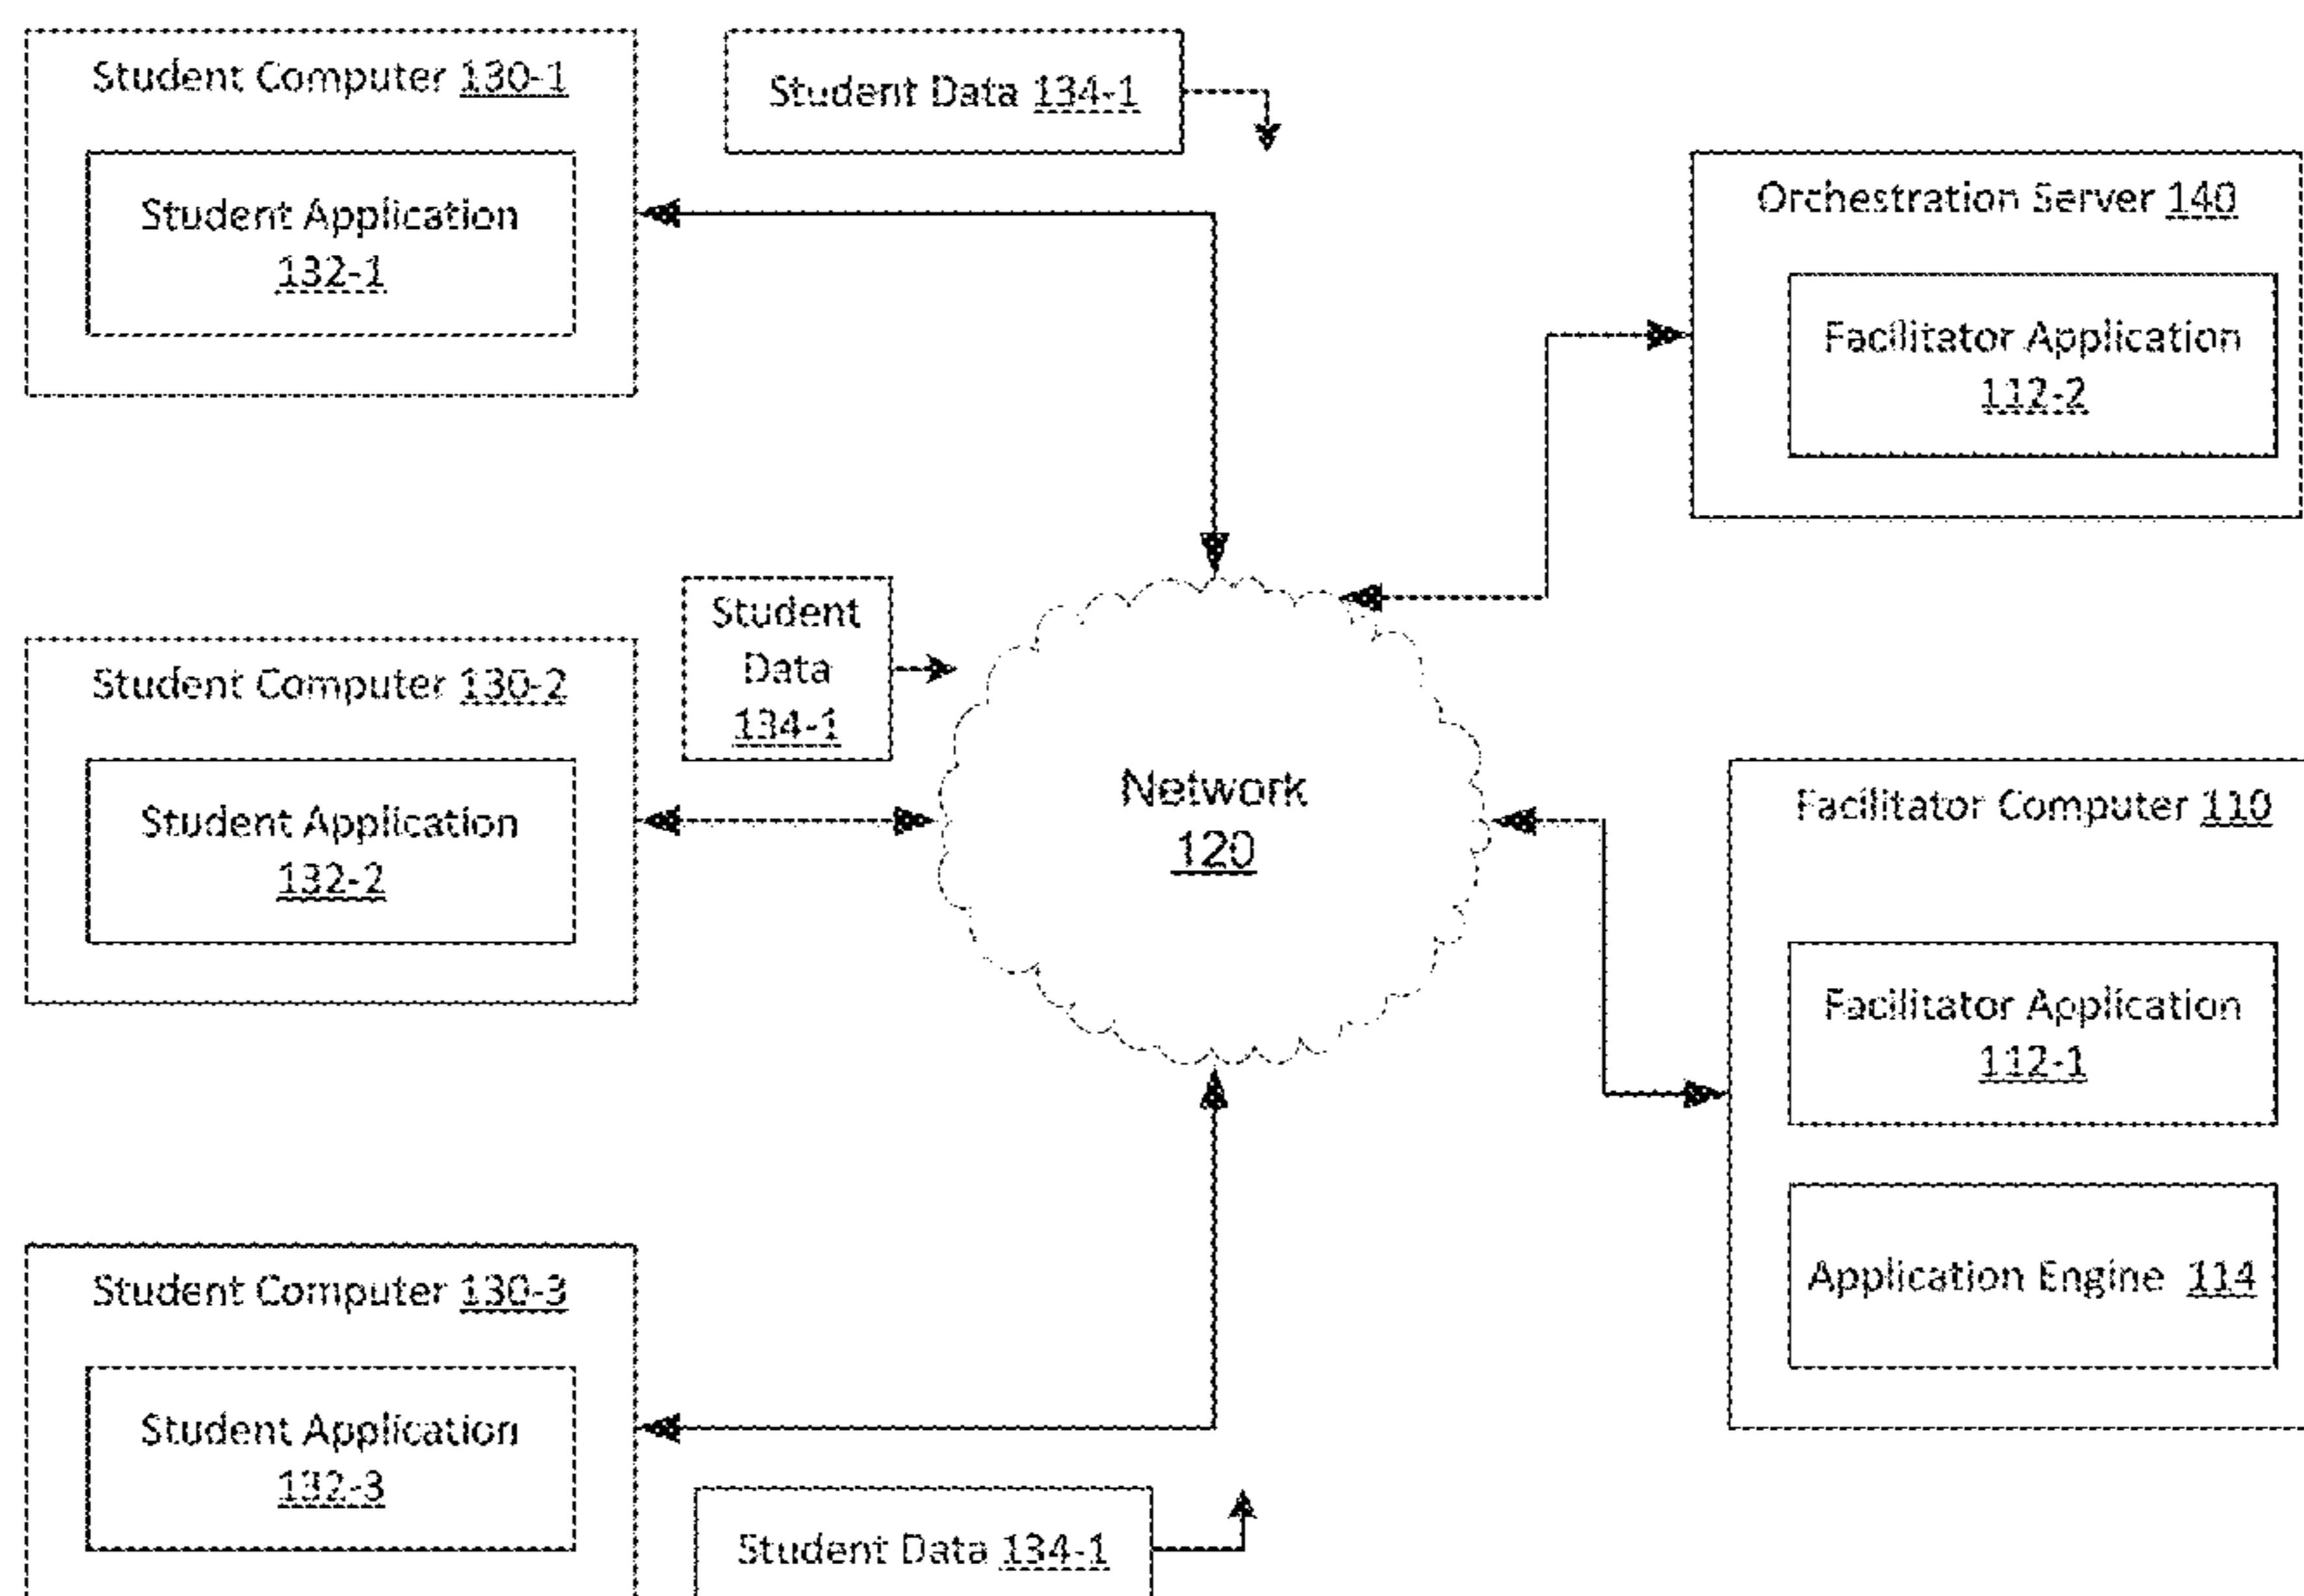 Student Computer 130-1
Student Application
132-1
Student Data 134-1
Orchestration Server 140
Facilitator Application
112-2
Student Computer 130-2
Student Application
132-2
Student
Data
134-1
Network
120
Facilitator Computer 110
Facilitator Application
112-1
Application Engine 114
Student Computer 130-3
Student Application
132-3
Student Data 134-1